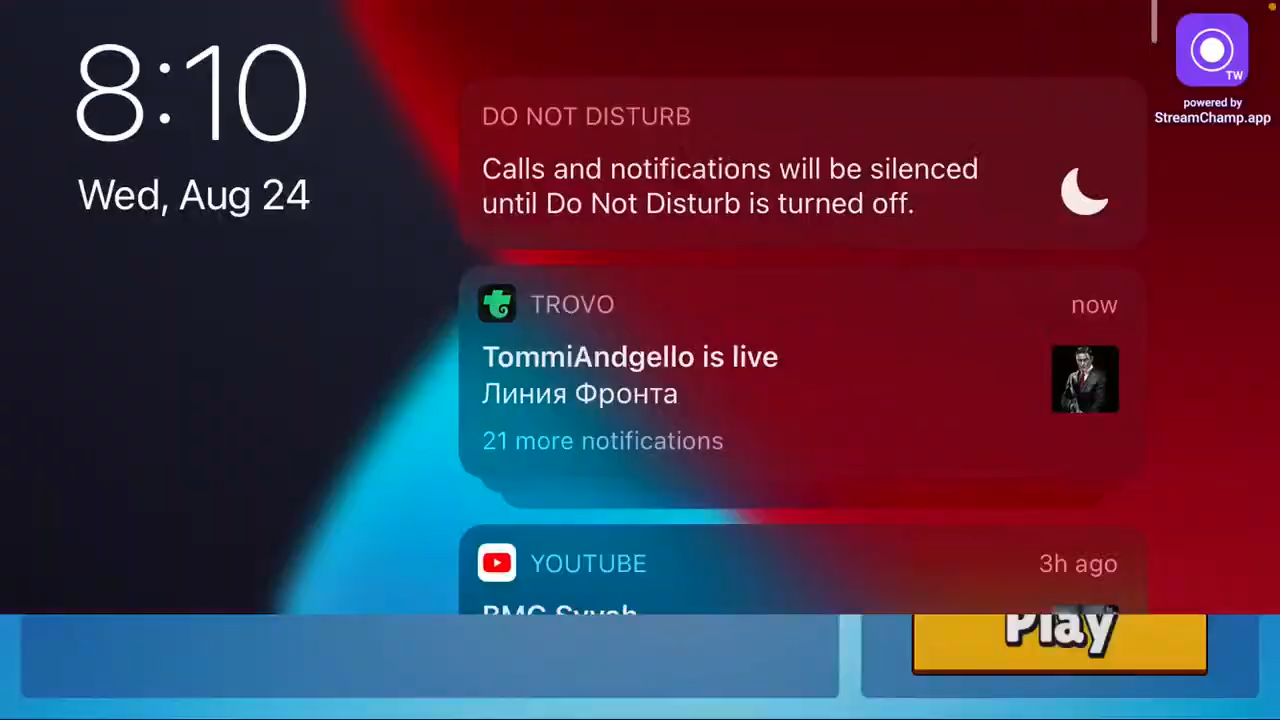 8:10
Wed, Aug 24
TW
powered by
StreamChamp.app
DO NOT DISTURB
Calls and notifications will be silenced
until Do Not Disturb is turned off.
TROVO now
TommiAndgello is live
Линия Фронта
21 more notifications
YOUTUBE 3h ago
Play